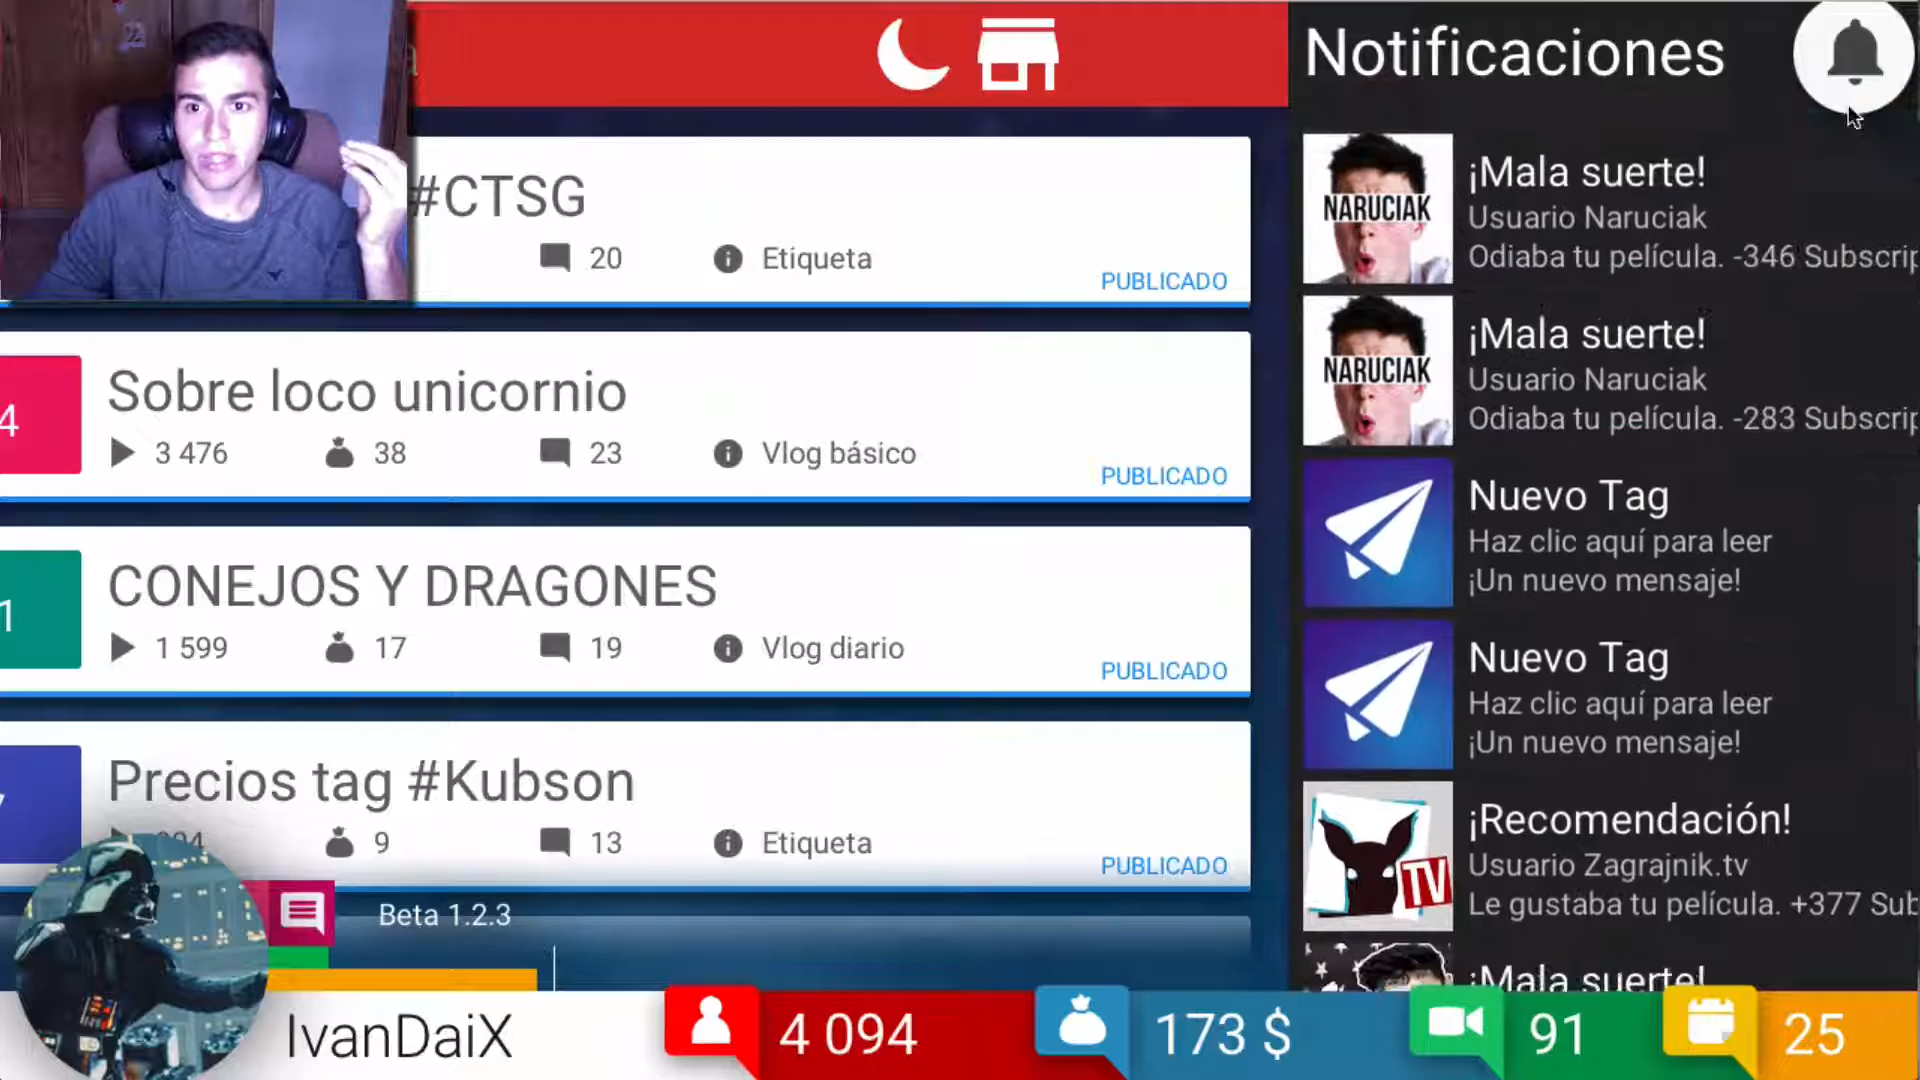 Notificaciones
#CTSG
20
Etiqueta
PUBLICADO
4
Sobre loco unicornio
3 476
38
23
Vlog básico
PUBLICADO
1
CONEJOS Y DRAGONES
1 599
17
19
Vlog diario
PUBLICADO
Precios tag #Kubson
9
13
Etiqueta
PUBLICADO
Beta 1.2.3
¡Mala suerte!
NARUCIAK
Usuario Naruciak
Odiaba tu película. -346 Subscrip
¡Mala suerte!
NARUCIAK
Usuario Naruciak
Odiaba tu película. -283 Subscrip
Nuevo Tag
Haz clic aquí para leer
¡Un nuevo mensaje!
Nuevo Tag
Haz clic aquí para leer
¡Un nuevo mensaje!
¡Recomendación!
TV
Usuario Zagrajnik.tv
Le gustaba tu película. +377 Sub
¡Mala suerte!
IvanDaiX
4 094
173 $
91
25